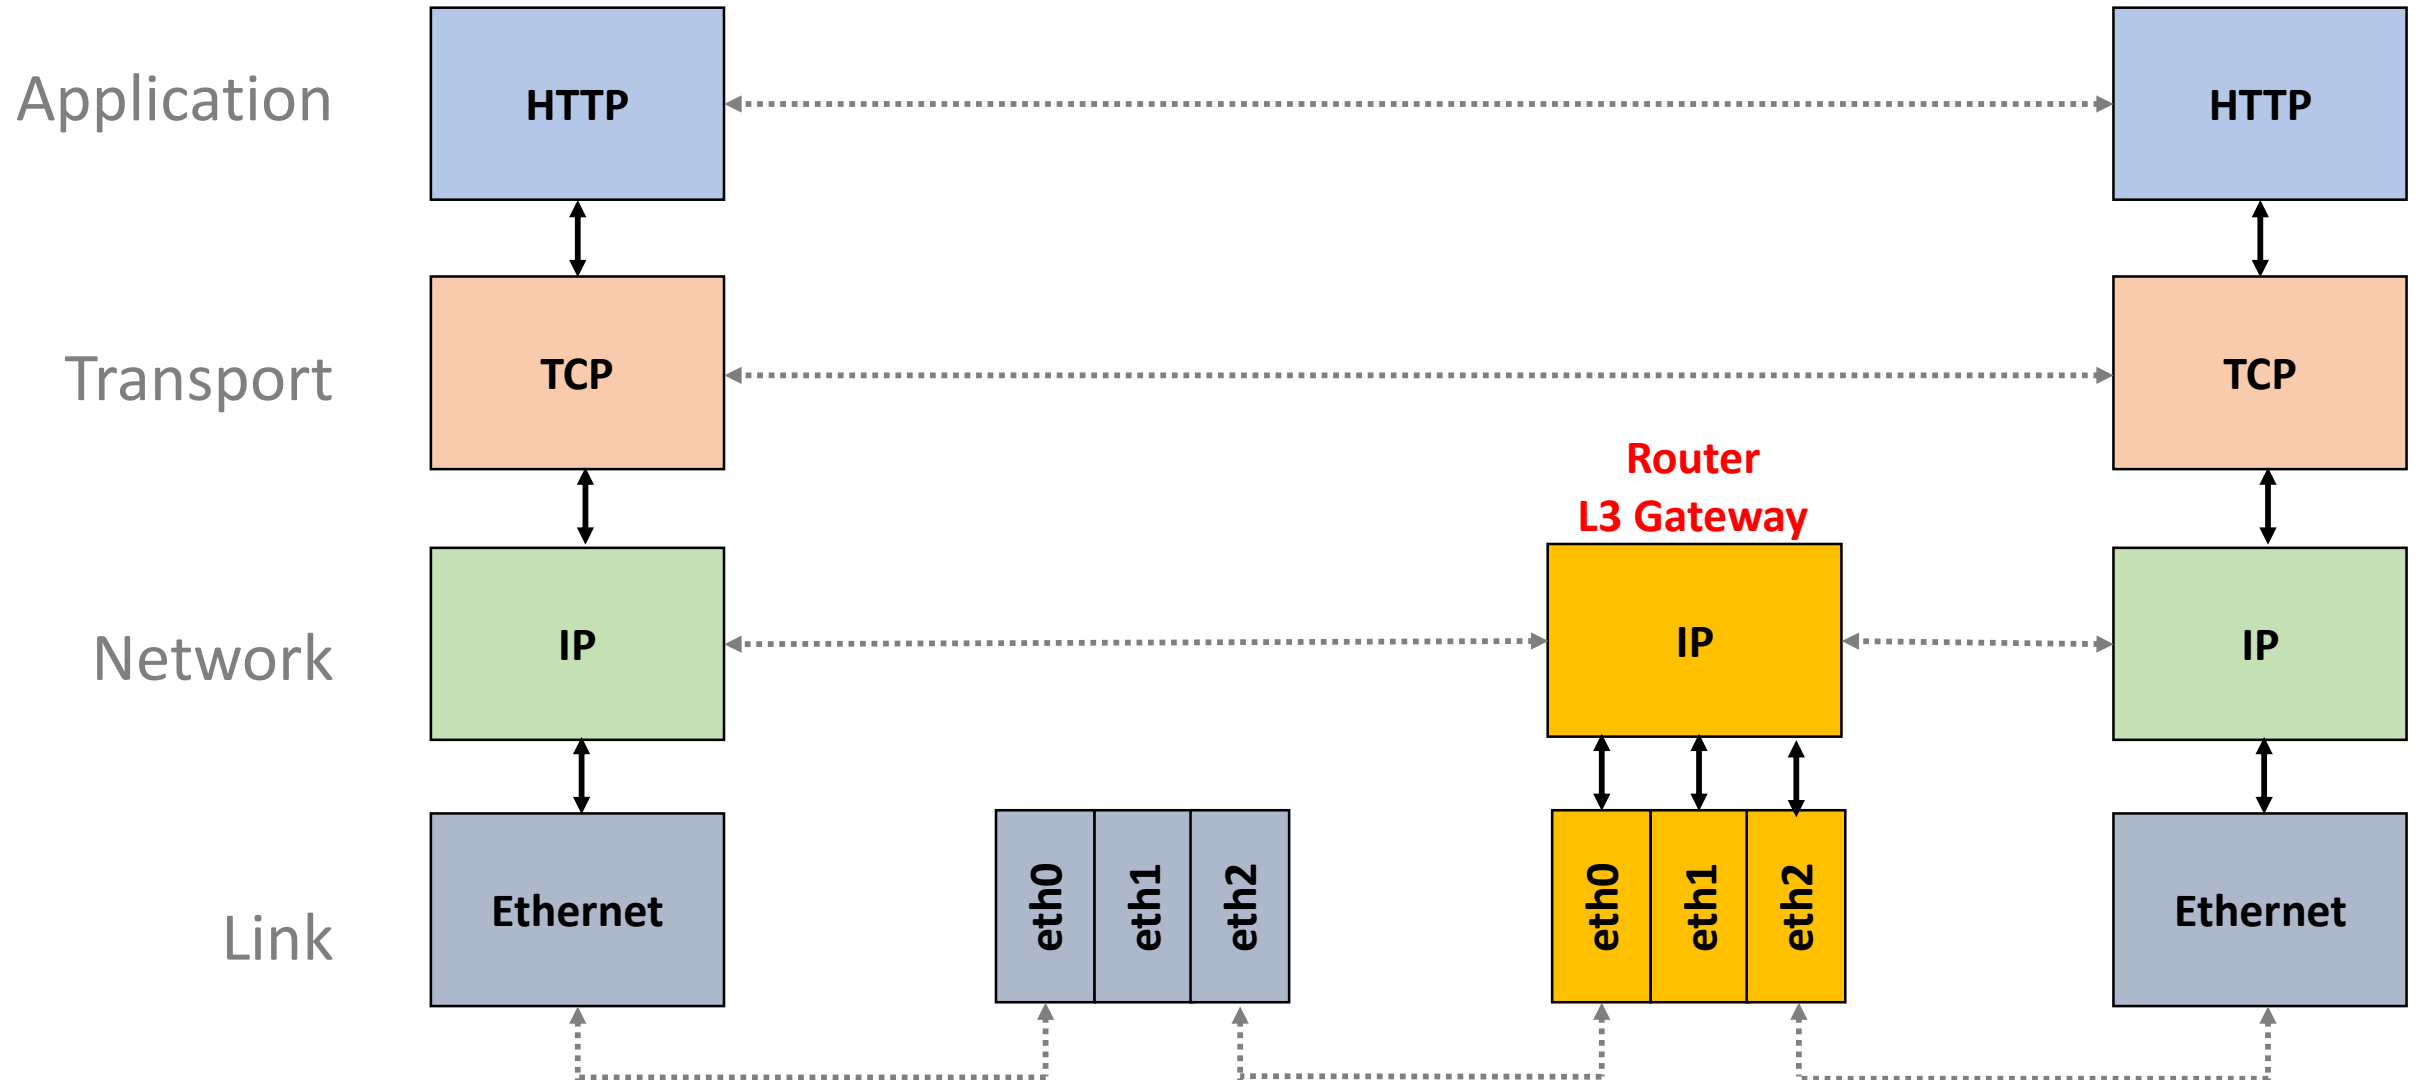 Application
HTTP
HTTP
Transport
TCP
TCP
Router
L3 Gateway
Network
IP
IP
IP
Link
Ethernet
eth0
eth1
eth2
eth0
eth1
eth2
Ethernet